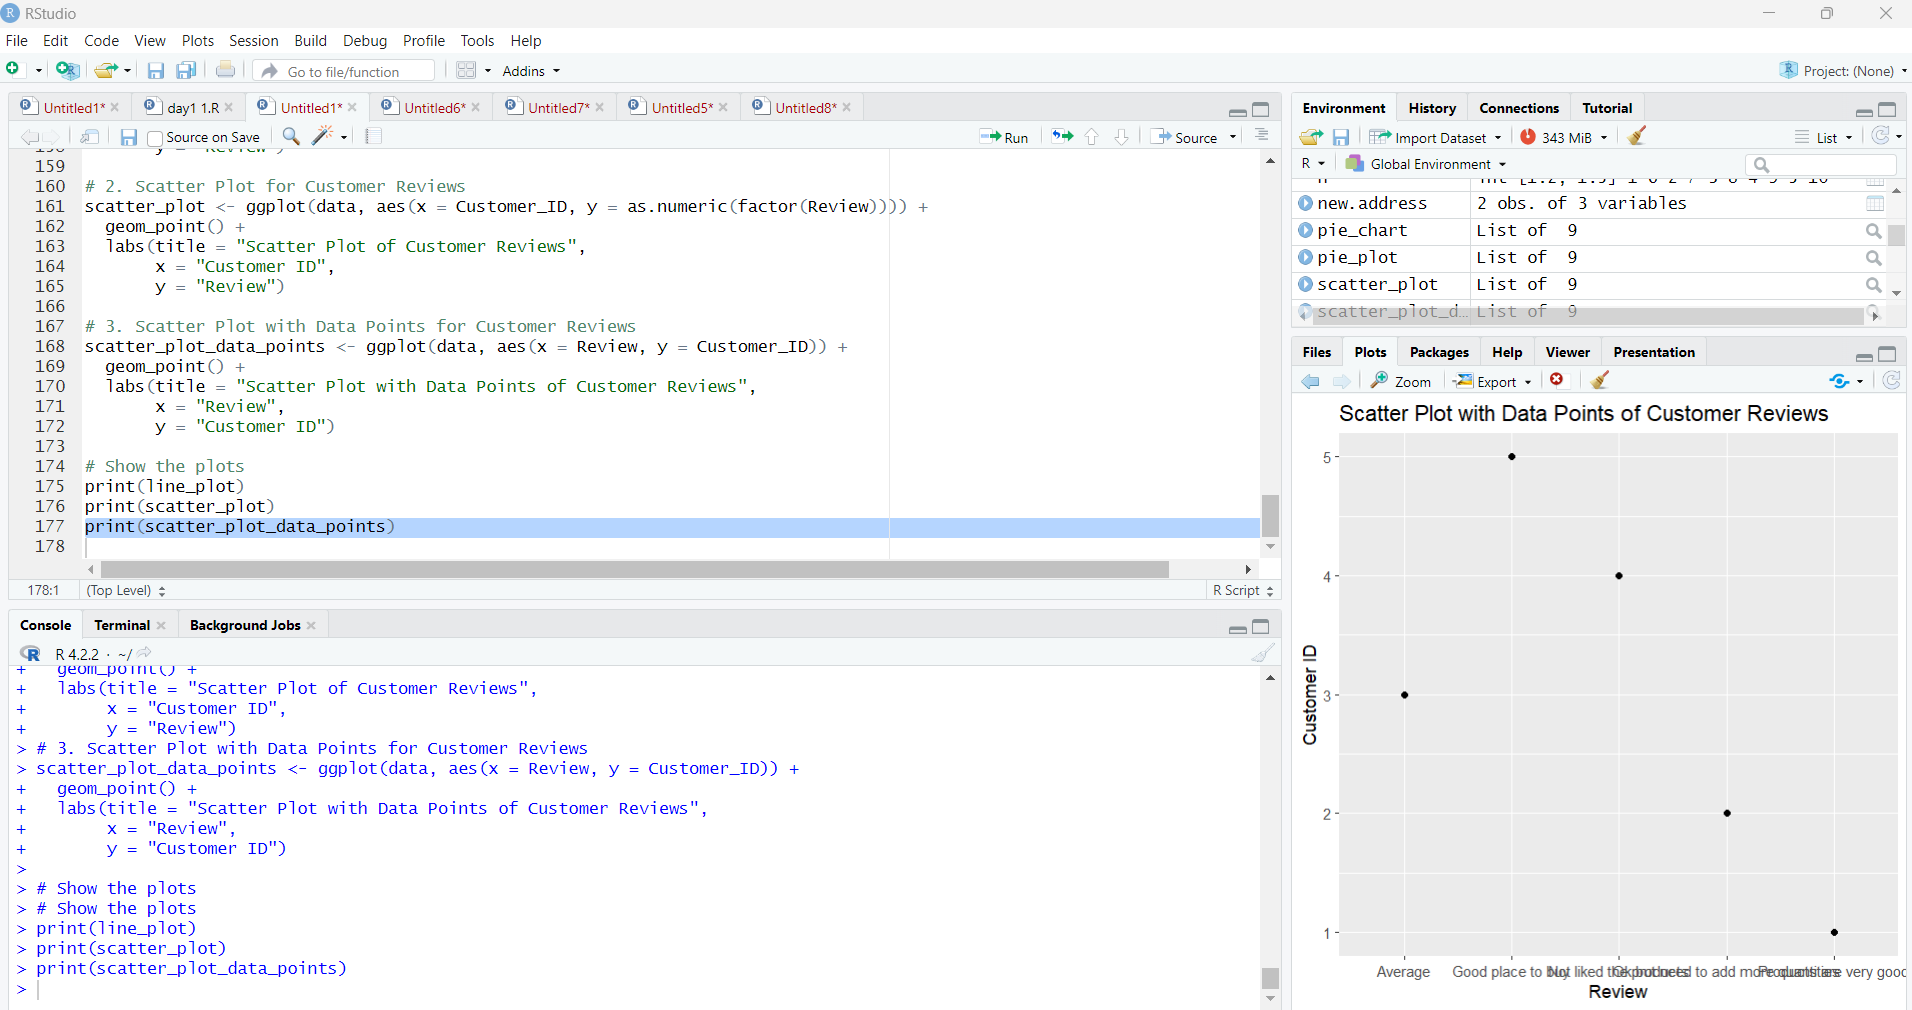 RStudio
File Edit Code View Plots Session Build Debug Profile Tools Help
Go to file/function Addins Project: (None)
Untitled1* day1 1.R Untitled1* Untitled6* Untitled7* Untitled5* Untitled8*
Source on Save Run Source
159
160 # 2. Scatter Plot for Customer Reviews
161 scatter_plot <- ggplot(data, aes(x = Customer_ID, y = as.numeric(factor(Review)))) +
162 geom_point() +
163 labs(title = "Scatter Plot of Customer Reviews",
164 x = "Customer ID",
165 y = "Review")
166
167 # 3. Scatter Plot with Data Points for Customer Reviews
168 scatter_plot_data_points <- ggplot(data, aes(x = Review, y = Customer_ID)) +
169 geom_point() +
170 labs(title = "Scatter Plot with Data Points of Customer Reviews",
171 x = "Review",
172 y = "Customer ID")
173
174 # Show the plots
175 print(line_plot)
176 print(scatter_plot)
177 print(scatter_plot_data_points)
178
178:1 (Top Level) R Script
Console Terminal Background Jobs
R 4.2.2 · ~/
+ geom_point() +
+ labs(title = "Scatter Plot of Customer Reviews",
+ x = "Customer ID",
+ y = "Review")
> # 3. Scatter Plot with Data Points for Customer Reviews
> scatter_plot_data_points <- ggplot(data, aes(x = Review, y = Customer_ID)) +
+ geom_point() +
+ labs(title = "Scatter Plot with Data Points of Customer Reviews",
+ x = "Review",
+ y = "Customer ID")
>
> # Show the plots
> # Show the plots
> print(line_plot)
> print(scatter_plot)
> print(scatter_plot_data_points)
>
Environment History Connections Tutorial
Import Dataset 343 MiB List
R Global Environment
new.address 2 obs. of 3 variables
pie_chart List of 9
pie_plot List of 9
scatter_plot List of 9
scatter_plot_d… List of 9
Files Plots Packages Help Viewer Presentation
Zoom Export
Scatter Plot with Data Points of Customer Reviews
5
4
3
2
1
Customer ID
Average Good place to buy Not liked the need to add more very good
Review